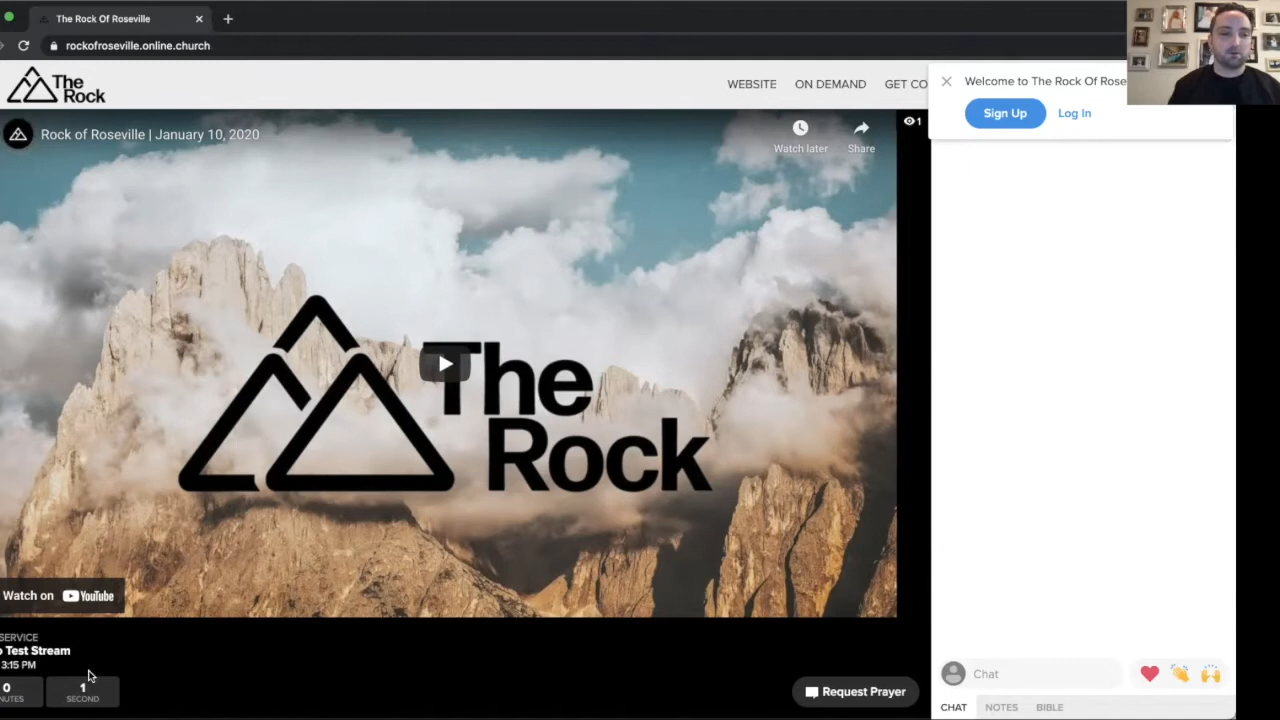 The Rock Of Roseville
rockofroseville.online.church
The
Rock
WEBSITE ON DEMAND GET CO
Welcome to The Rock Of Rose
Sign Up Log In
Rock of Roseville | January 10, 2020
Watch later Share
1
The
Rock
Watch on YouTube
SERVICE
o Test Stream
3:15 PM
0 1
NUTES SECOND
Request Prayer
Chat
CHAT NOTES BIBLE